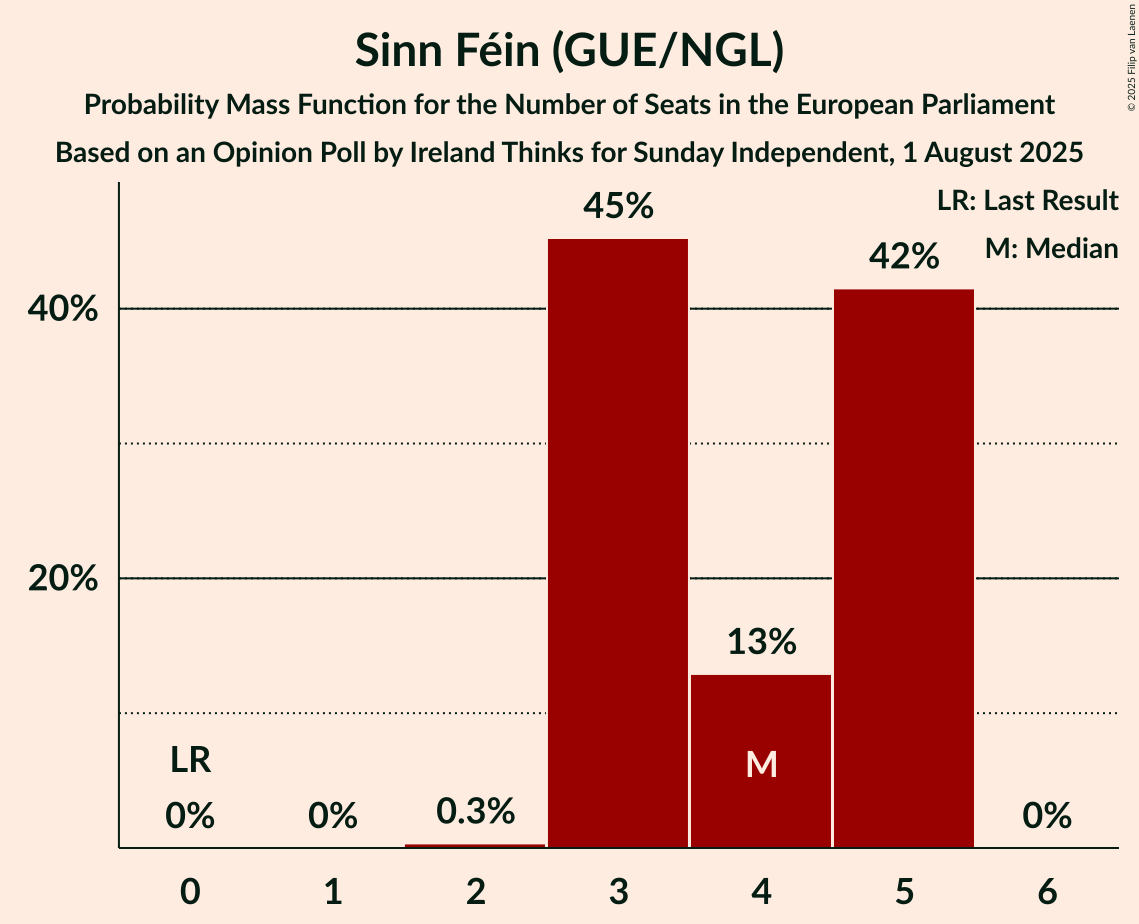 Sinn Féin (GUE/NGL)
Probability Mass Function for the Number of Seats in the European Parliament
Based on an Opinion Poll by Ireland Thinks for Sunday Independent, 1 August 2025
© 2025 Filip van Laenen
LR: Last Result
M: Median
45%
42%
40%
20%
13%
LR
M
0%
0%
0.3%
0%
0
1
2
3
4
5
6